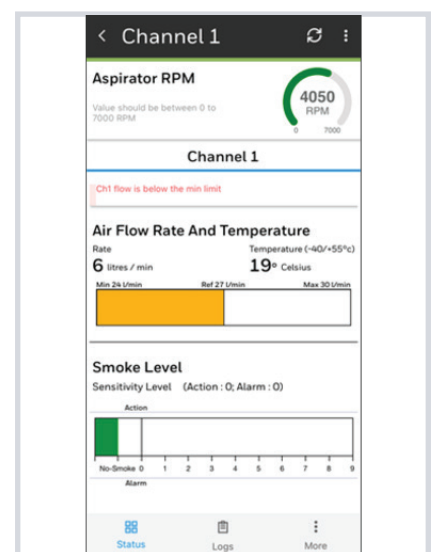 Channel 1
Aspirator RPM
Value should be between 0 to
7000 RPM
4050
RPM
0 7000
Channel 1
Ch1 flow is below the min limit
Air Flow Rate And Temperature
Rate Temperature (-40/+55°c)
6 litres / min 19° Celsius
Min 24 l/min Ref 27 l/min Max 30 l/min
Smoke Level
Sensitivity Level (Action : 0; Alarm : 0)
Action
No-Smoke 0 1 2 3 4 5 6 7 8 9
Alarm
Status Logs More